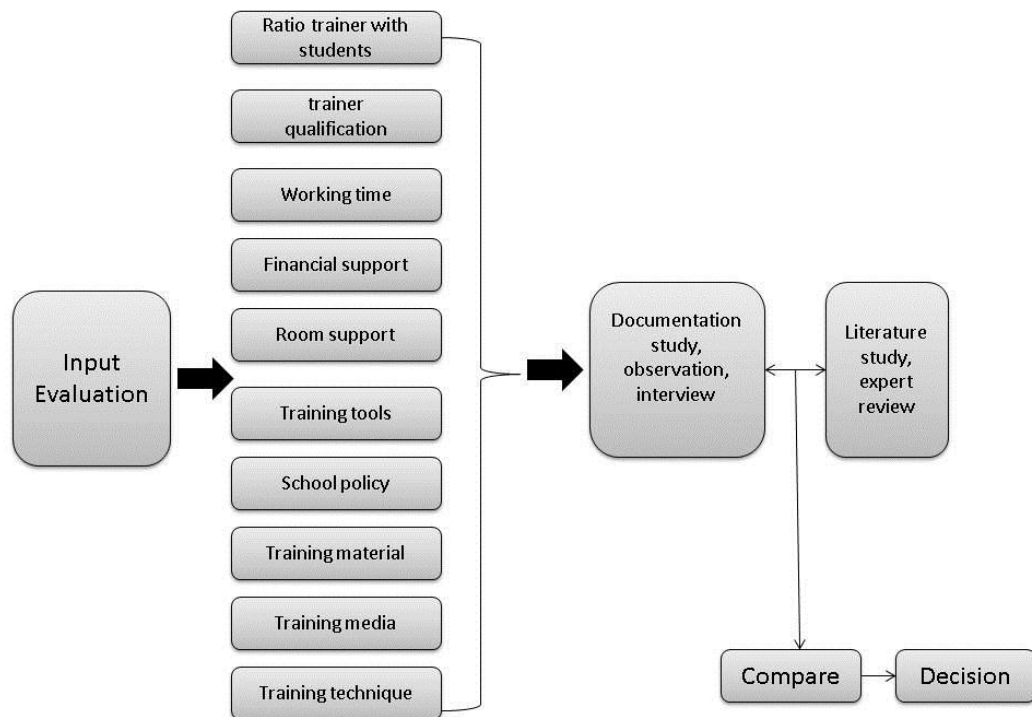 Input
Evaluation
Ratio trainer with
students
trainer
qualification
Working time
Financial support
Room support
Training tools
School policy
Training material
Training media
Training technique
Documentation
study,
observation,
interview
Literature
study,
expert
review
Compare
Decision